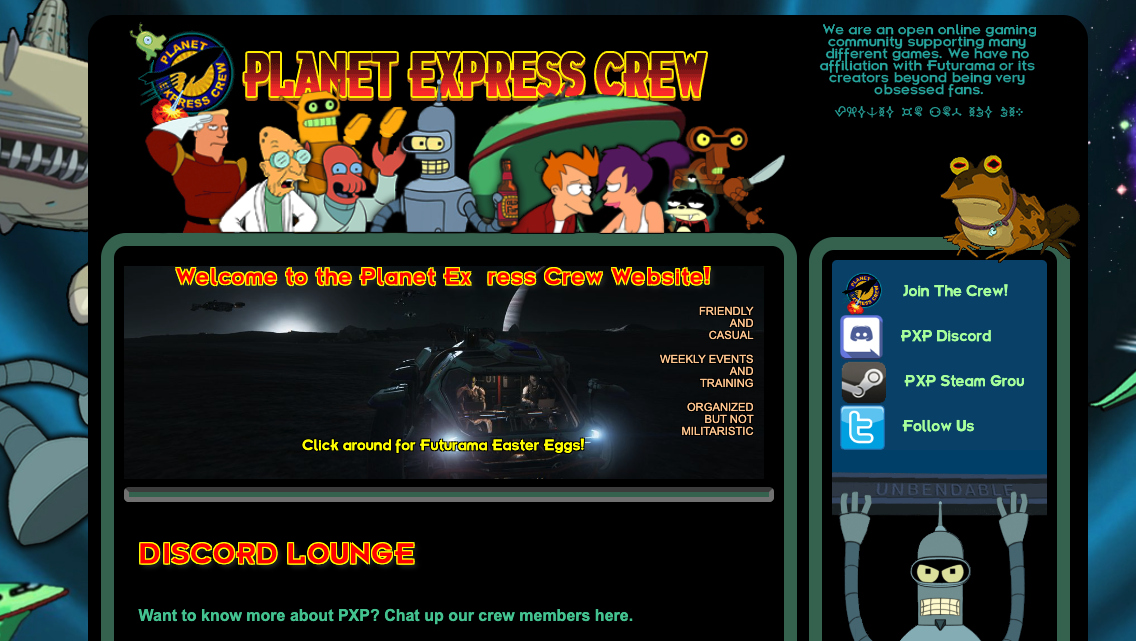 PLANET
EXPRESS CREW
PLANET EXPRESS CREW
We are an open online gaming
community supporting many
different games. We have no
affiliation with Futurama or its
creators beyond being very
obsessed fans.
Welcome to the Planet Ex ress Crew Website!
FRIENDLY
AND
CASUAL
WEEKLY EVENTS
AND
TRAINING
ORGANIZED
BUT NOT
MILITARISTIC
Click around for Futurama Easter Eggs!
DISCORD LOUNGE
Want to know more about PXP? Chat up our crew members here.
Join The Crew!
PXP Discord
PXP Steam Grou
Follow Us
UNBENDABLE